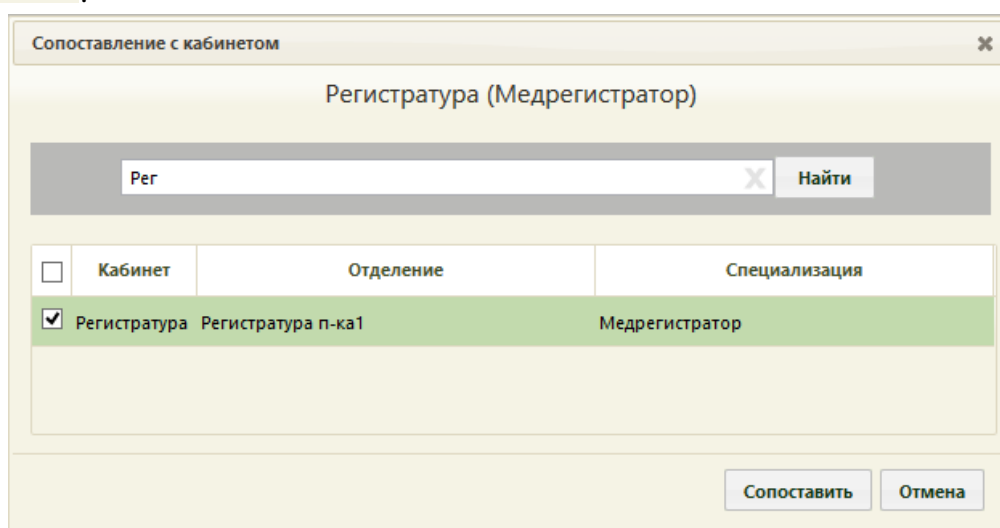 Сопоставление с кабинетом
Регистратура (Медрегистратор)
Рег X Найти
Кабинет Отделение Специализация
Регистратура Регистратура п-ка1 Медрегистратор
Сопоставить Отмена